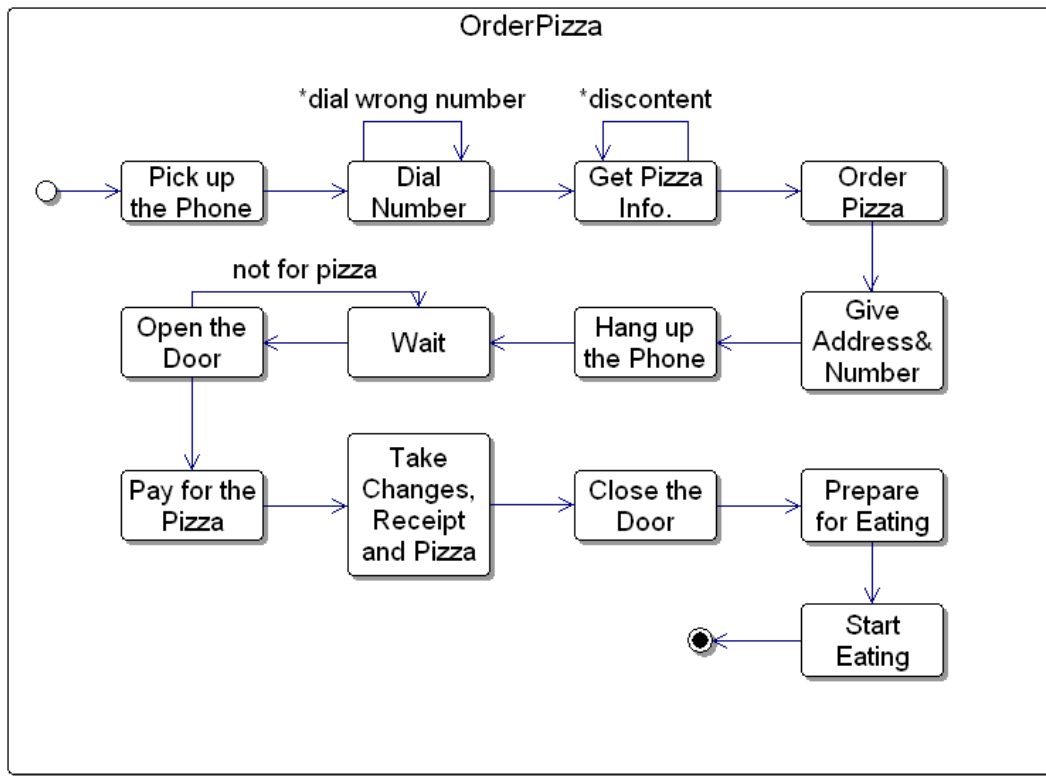 OrderPizza
*dial wrong number
*discontent
Pick up
the Phone
Dial
Number
Get Pizza
Info.
Order
Pizza
not for pizza
Open the
Door
Wait
Hang up
the Phone
Give
Address&
Number
Pay for the
Pizza
Take
Changes,
Receipt
and Pizza
Close the
Door
Prepare
for Eating
Start
Eating